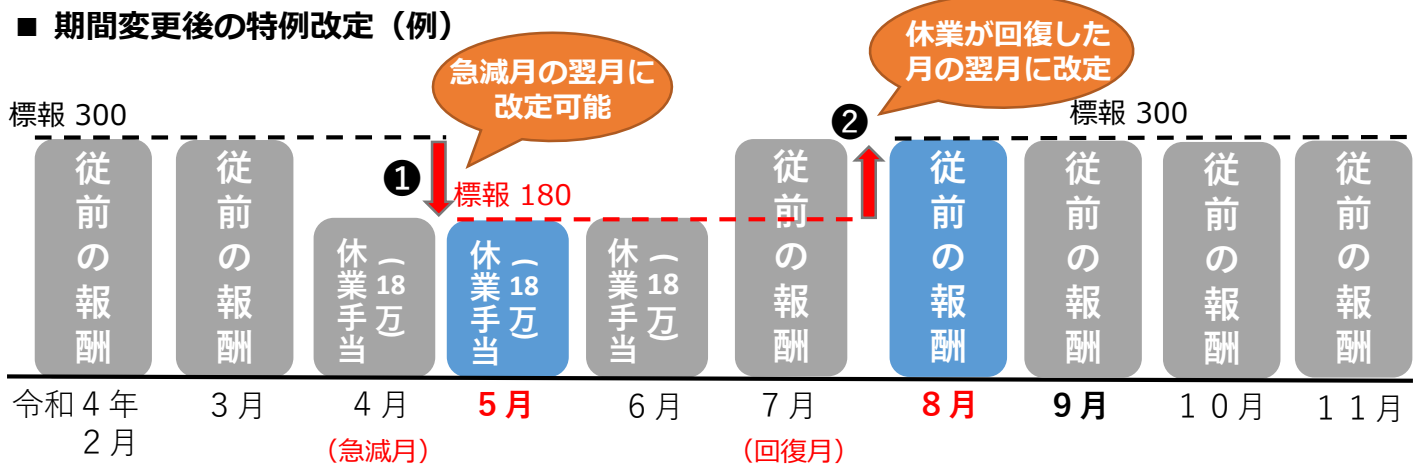 ■ 期間変更後の特例改定（例）
急減月の翌月に
改定可能
休業が回復した
月の翌月に改定
標報 300
❶
標報 180
❷
標報 300
従前の報酬
従前の報酬
休業手当
（18万）
休業手当
（18万）
休業手当
（18万）
従前の報酬
従前の報酬
従前の報酬
従前の報酬
従前の報酬
令和４年
２月
３月
４月
（急減月）
５月
６月
７月
（回復月）
８月
９月
１０月
１１月